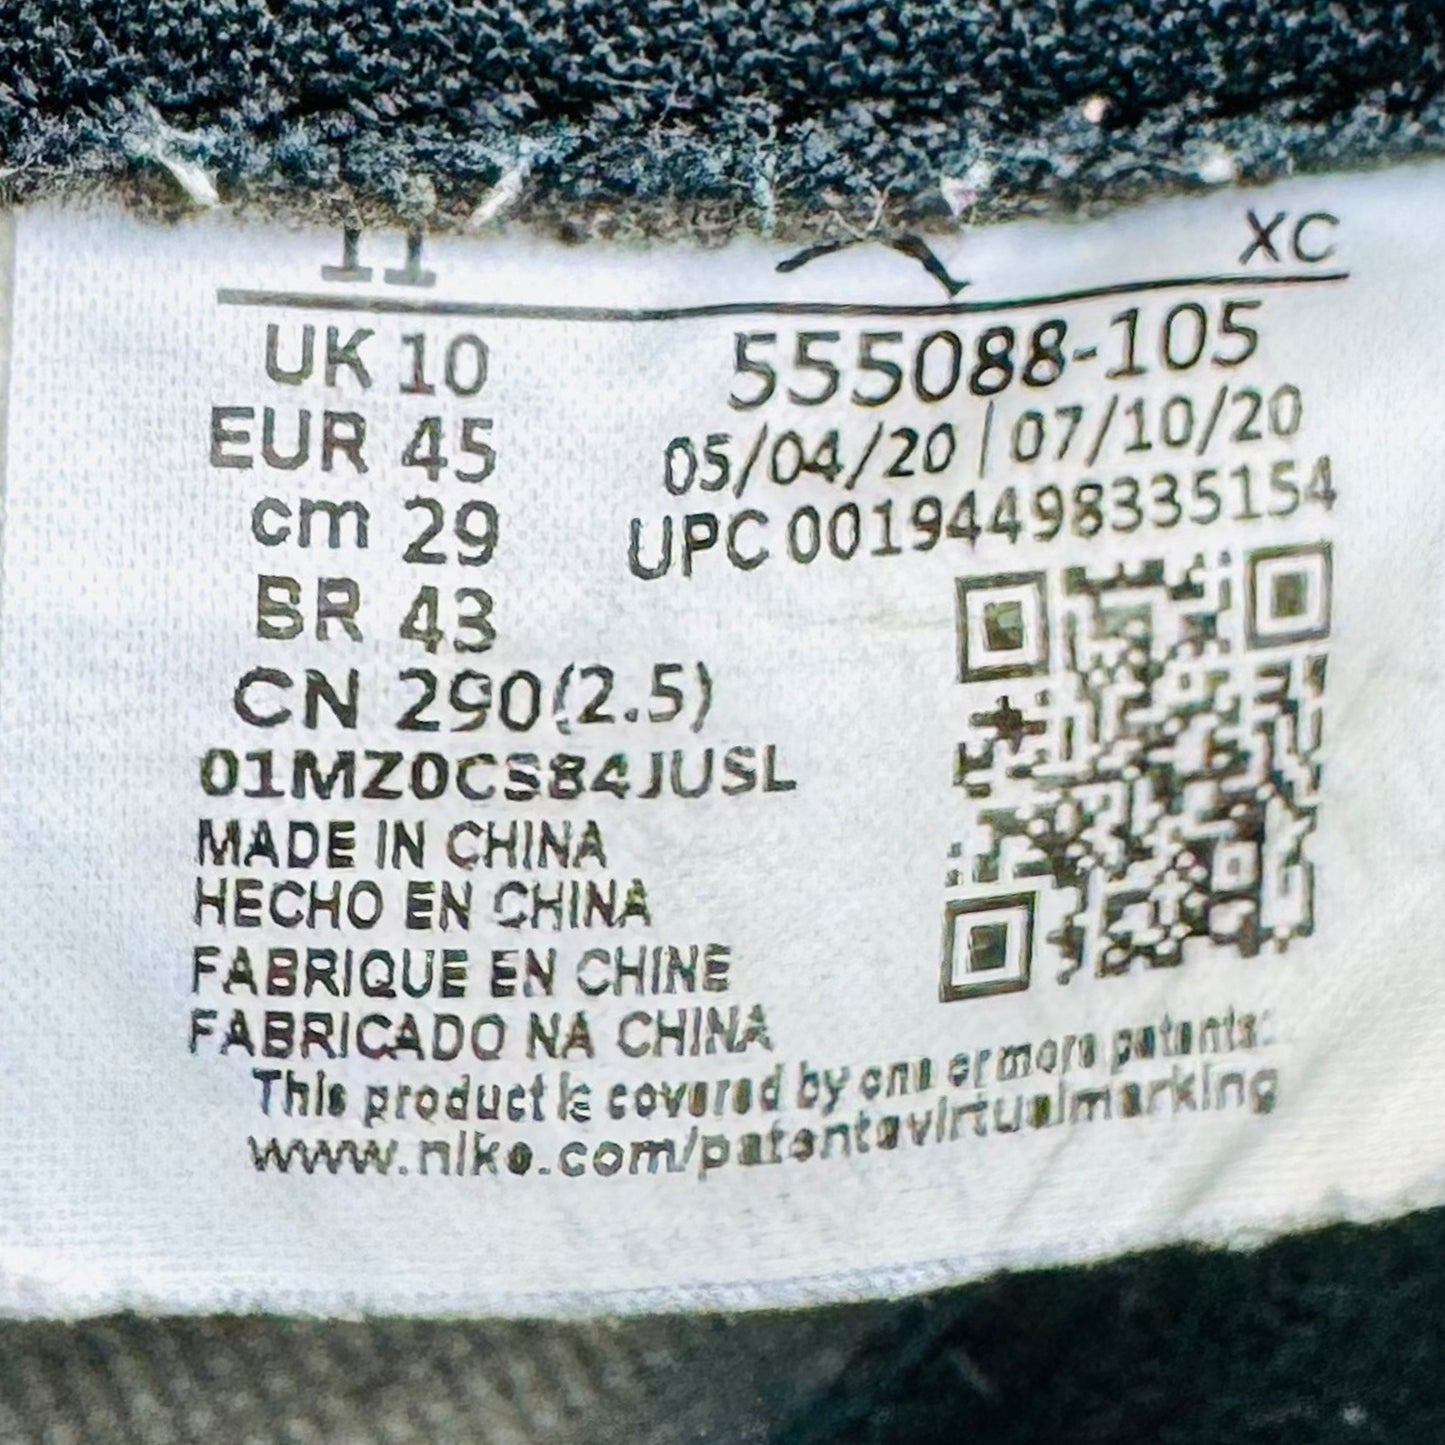 11 XC
UK 10 555088-105
EUR 45 05/04/20 | 07/10/20
cm 29 UPC 00194498335154
BR 43
CN 290(2.5)
01MZ0CS84JUSL
MADE IN CHINA
HECHO EN CHINA
FABRIQUE EN CHINE
FABRICADO NA CHINA
This product is covered by one or more patents:
www.nike.com/patentsvirtualmarking